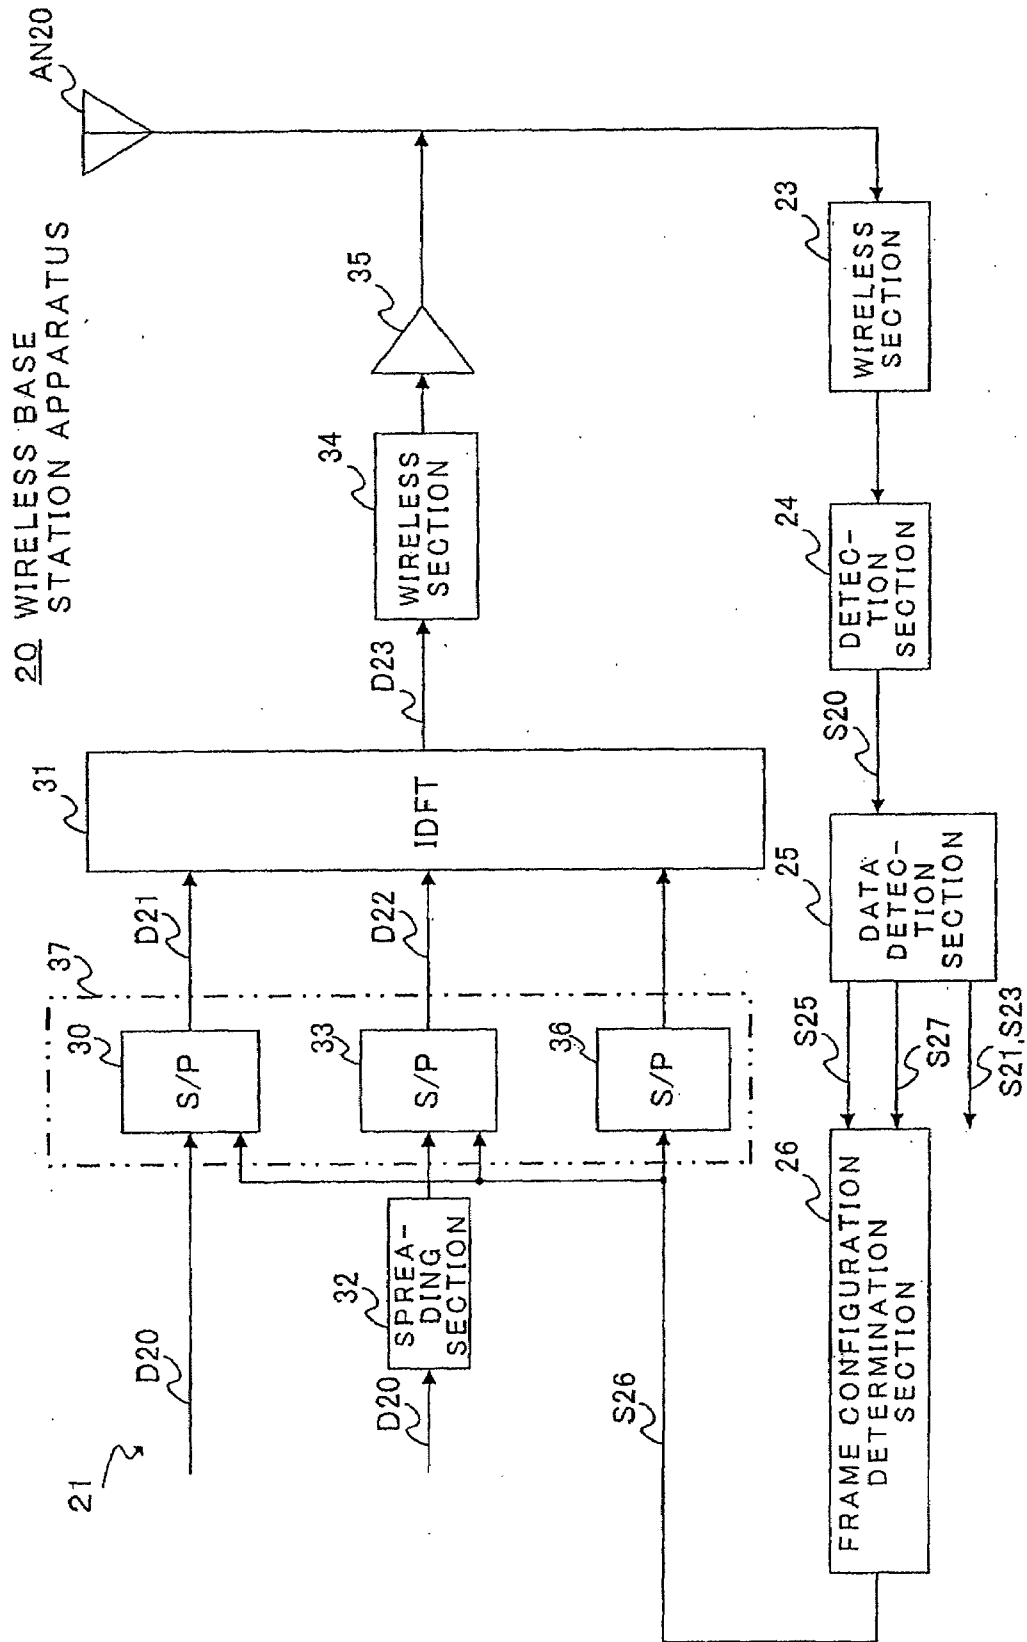 20 WIRELESS BASE
STATION APPARATUS
AN20
21
D20
37
30
S/P
D21
31
IDFT
D23
34
WIRELESS
SECTION
35
D20
32
SPREA-
DING
SECTION
33
S/P
D22
36
S/P
S26
26
FRAME CONFIGURATION
DETERMINATION
SECTION
S25
S27
S21,S23
25
DATA
DETEC-
TION
SECTION
S20
24
DETEC-
TION
SECTION
23
WIRELESS
SECTION